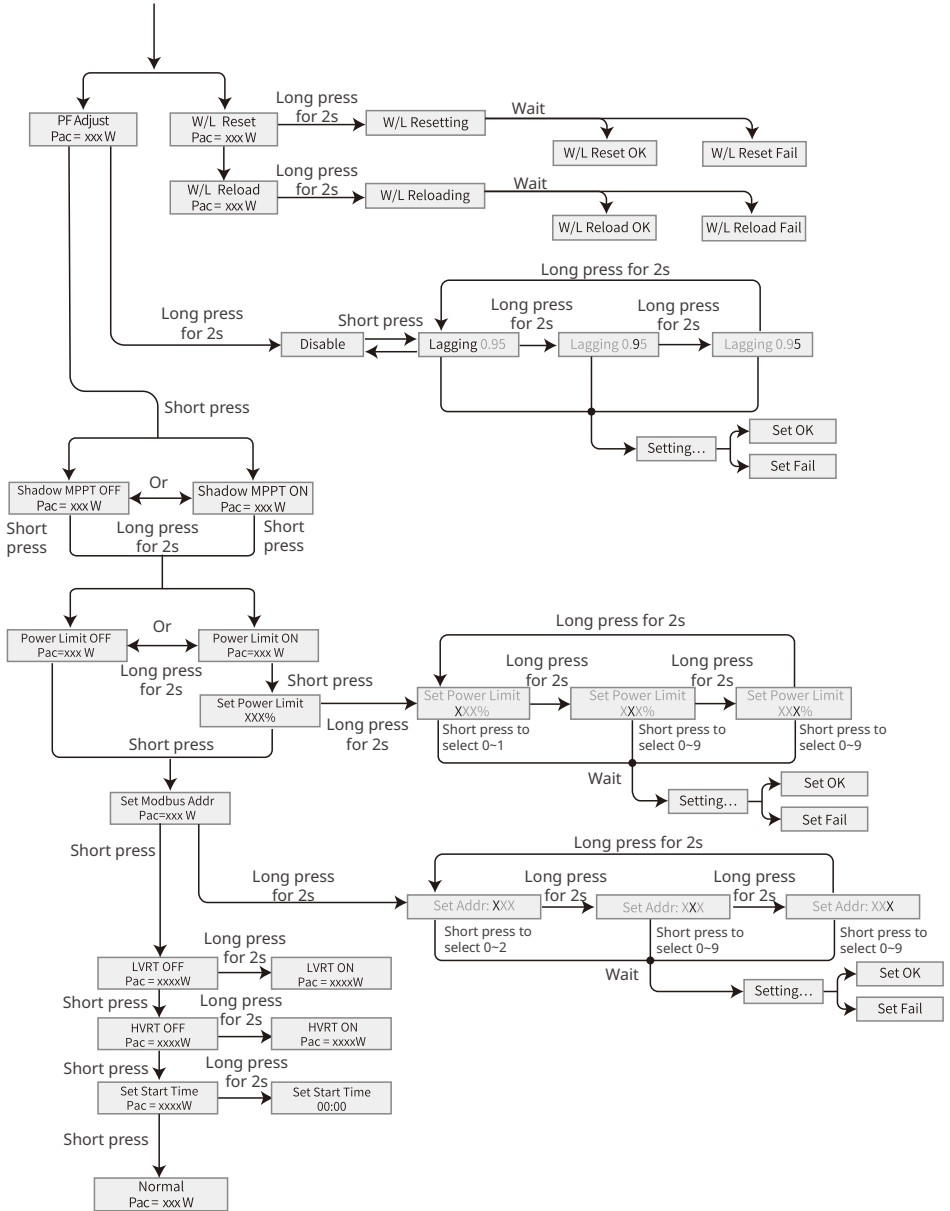 PF Adjust
Pac = xxx W
W/L Reset
Pac = xxx W
Long press
for 2s
W/L Resetting
Wait
W/L Reset OK
W/L Reset Fail
W/L Reload
Pac = xxx W
Long press
for 2s
W/L Reloading
Wait
W/L Reload OK
W/L Reload Fail
Long press for 2s
Long press
for 2s
Disable
Short press
Lagging 0.95
Long press
for 2s
Lagging 0.95
Long press
for 2s
Lagging 0.95
Short press
Setting...
Set OK
Set Fail
Shadow MPPT OFF
Pac = xxx W
Or
Shadow MPPT ON
Pac = xxx W
Short
press
Long press
for 2s
Short
press
Power Limit OFF
Pac=xxx W
Or
Power Limit ON
Pac=xxx W
Long press
for 2s
Short press
Set Power Limit
XXX%
Long press
for 2s
Long press for 2s
Set Power Limit
XXX%
Long press
for 2s
Set Power Limit
XXX%
Long press
for 2s
Set Power Limit
XXX%
Short press to
select 0~1
Short press to
select 0~9
Short press to
select 0~9
Short press
Wait
Setting...
Set OK
Set Fail
Set Modbus Addr
Pac=xxx W
Short press
Long press
for 2s
Long press for 2s
Set Addr: XXX
Long press
for 2s
Set Addr: XXX
Long press
for 2s
Set Addr: XXX
Short press to
select 0~2
Short press to
select 0~9
Short press to
select 0~9
Wait
Setting...
Set OK
Set Fail
LVRT OFF
Pac = xxxxW
Long press
for 2s
LVRT ON
Pac = xxxxW
Short press
HVRT OFF
Pac = xxxxW
Long press
for 2s
HVRT ON
Pac = xxxxW
Short press
Set Start Time
Pac = xxxxW
Long press
for 2s
Set Start Time
00:00
Short press
Normal
Pac = xxx W